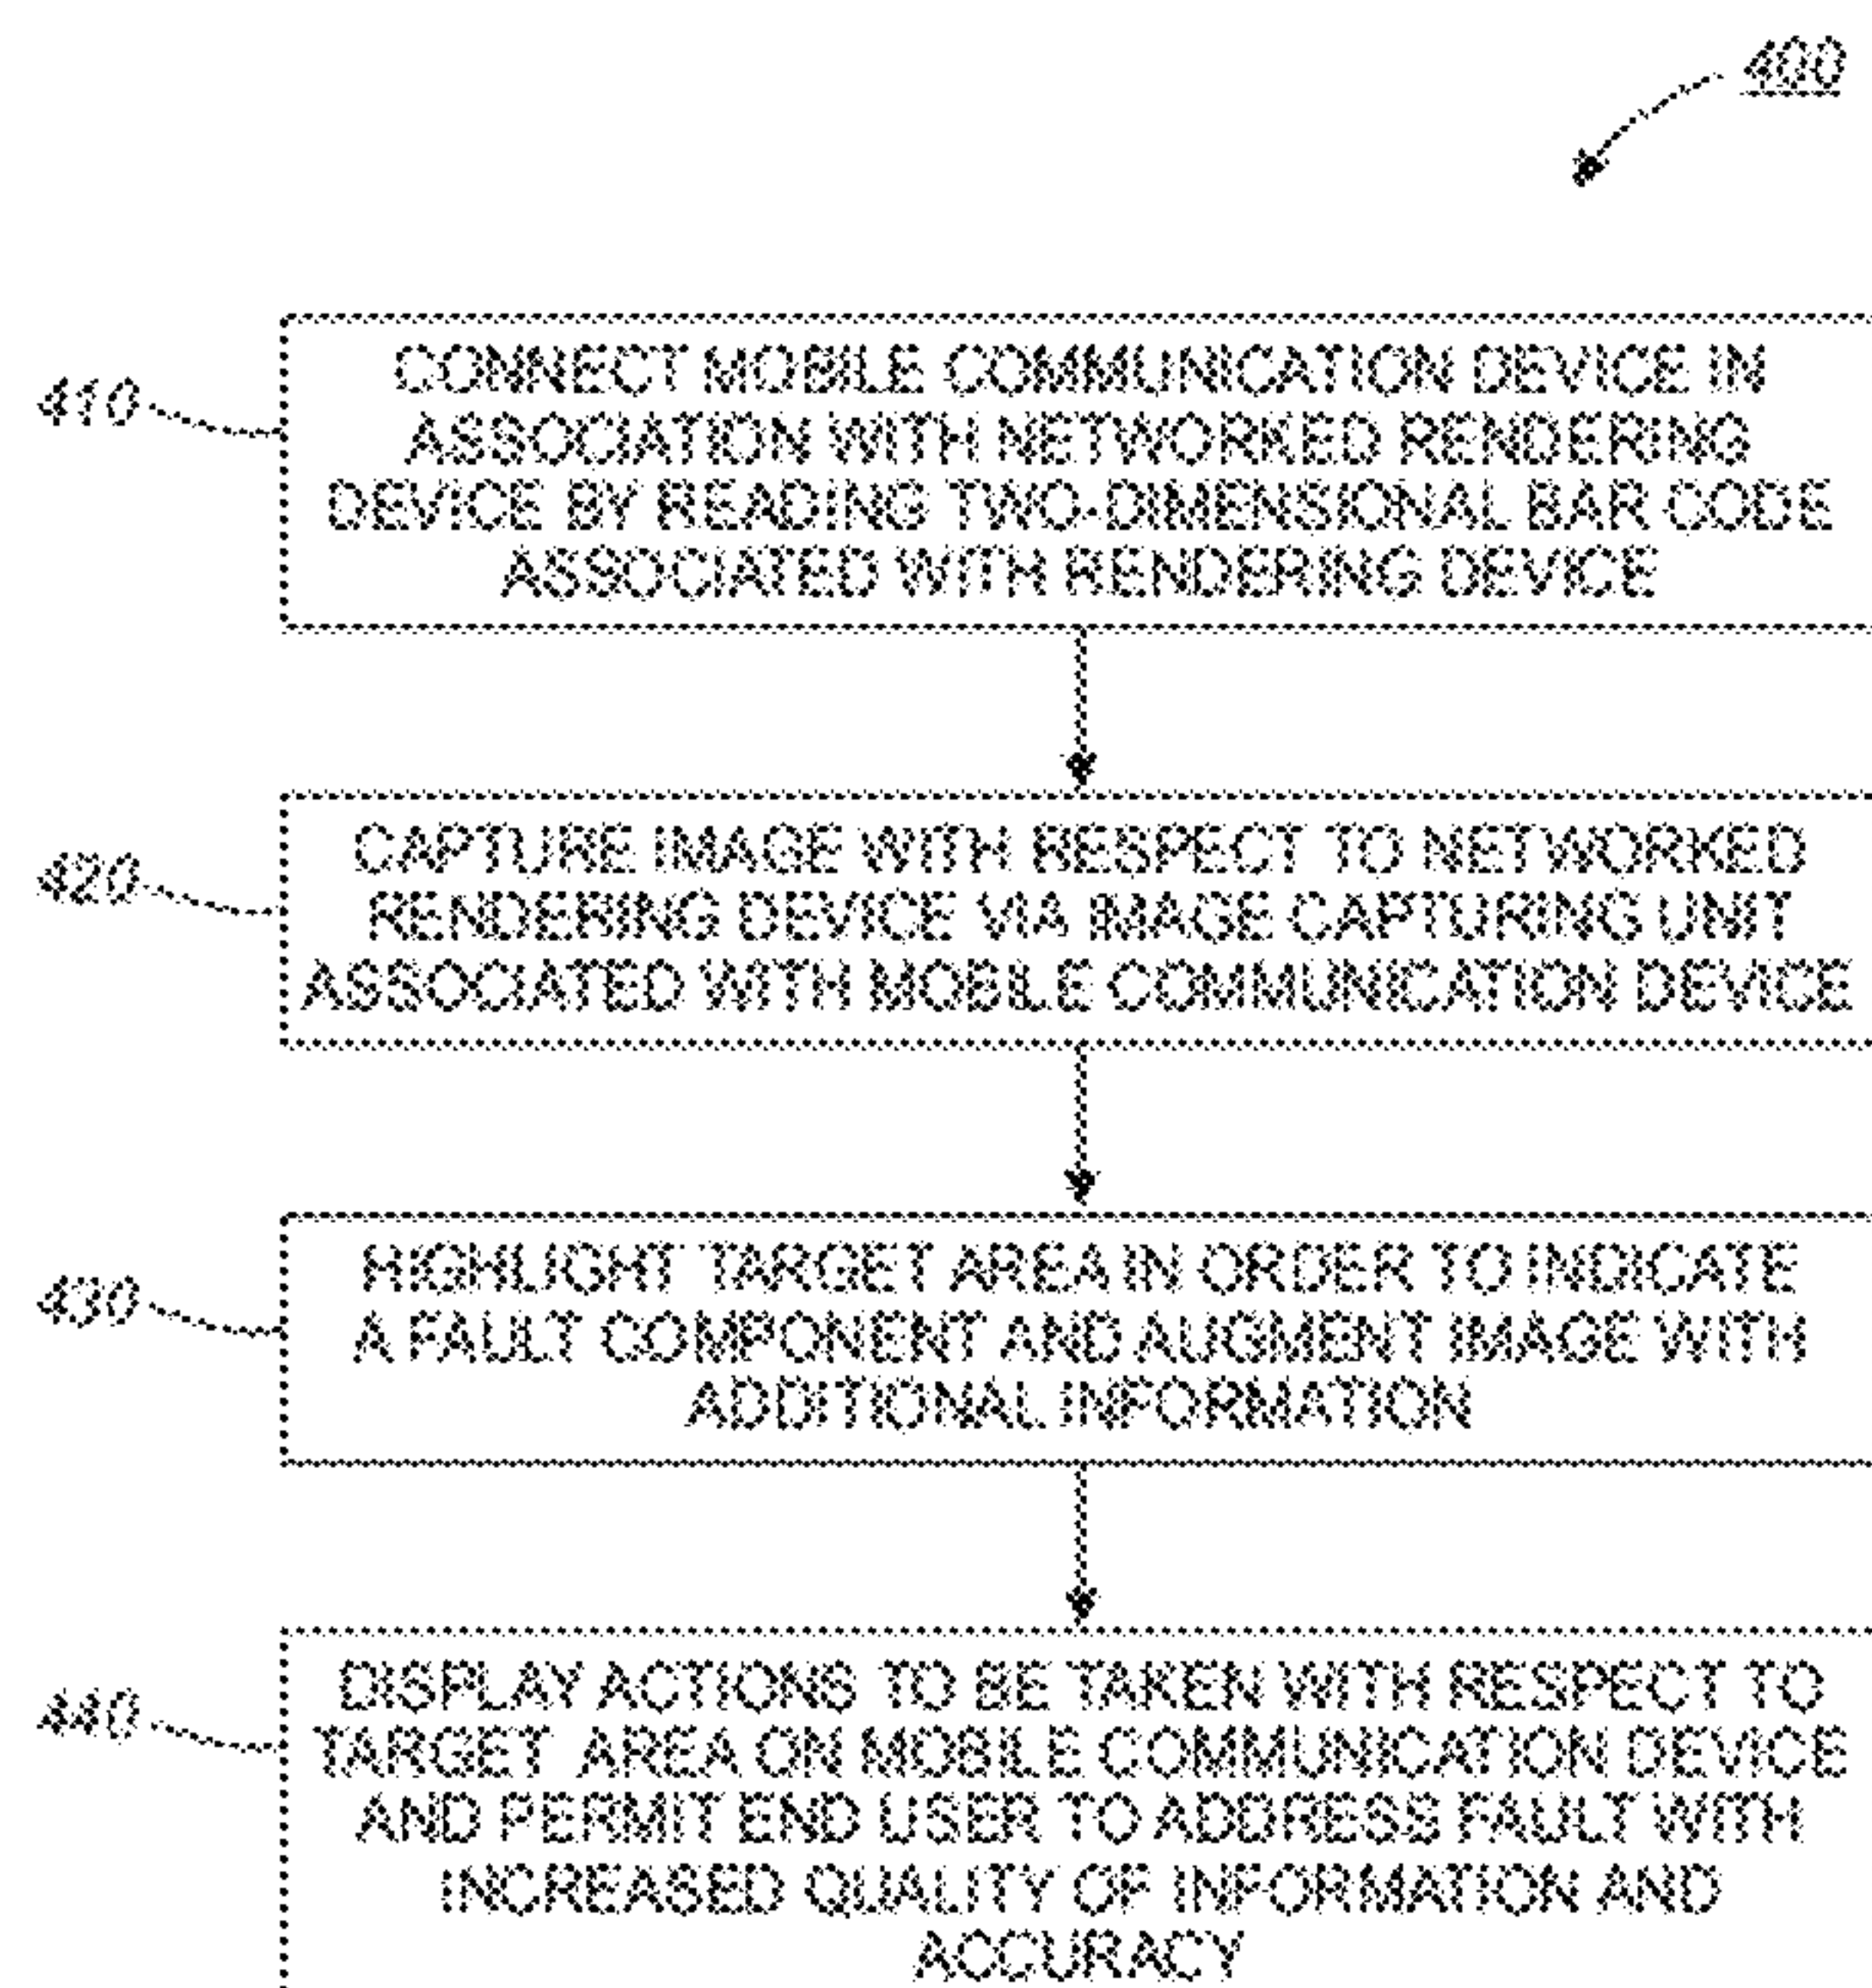 400
410
CONNECT MOBILE COMMUNICATION DEVICE IN
ASSOCIATION WITH NETWORKED RENDERING
DEVICE BY READING TWO-DIMENSIONAL BAR CODE
ASSOCIATED WITH RENDERING DEVICE
420
CAPTURE IMAGE WITH RESPECT TO NETWORKED
RENDERING DEVICE VIA IMAGE CAPTURING UNIT
ASSOCIATED WITH MOBILE COMMUNICATION DEVICE
430
HIGHLIGHT TARGET AREA IN ORDER TO INDICATE
A FAULT COMPONENT AND AUGMENT IMAGE WITH
ADDITIONAL INFORMATION
440
DISPLAY ACTIONS TO BE TAKEN WITH RESPECT TO
TARGET AREA ON MOBILE COMMUNICATION DEVICE
AND PERMIT END USER TO ADDRESS FAULT WITH
INCREASED QUALITY OF INFORMATION AND
ACCURACY